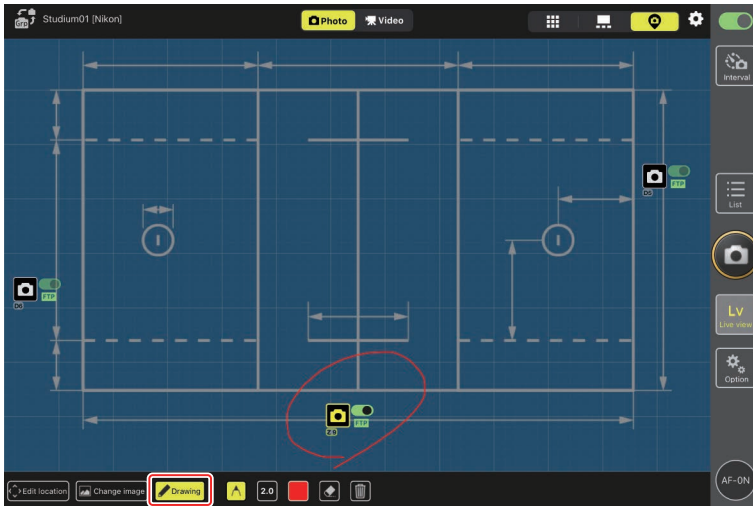 Grp Studium01 [Nikon] Photo Video
Interval
D5 FTP
List
D6 FTP
Lv
Live view
Option
Z 9 FTP
Edit location Change image Drawing 2.0
AF-ON